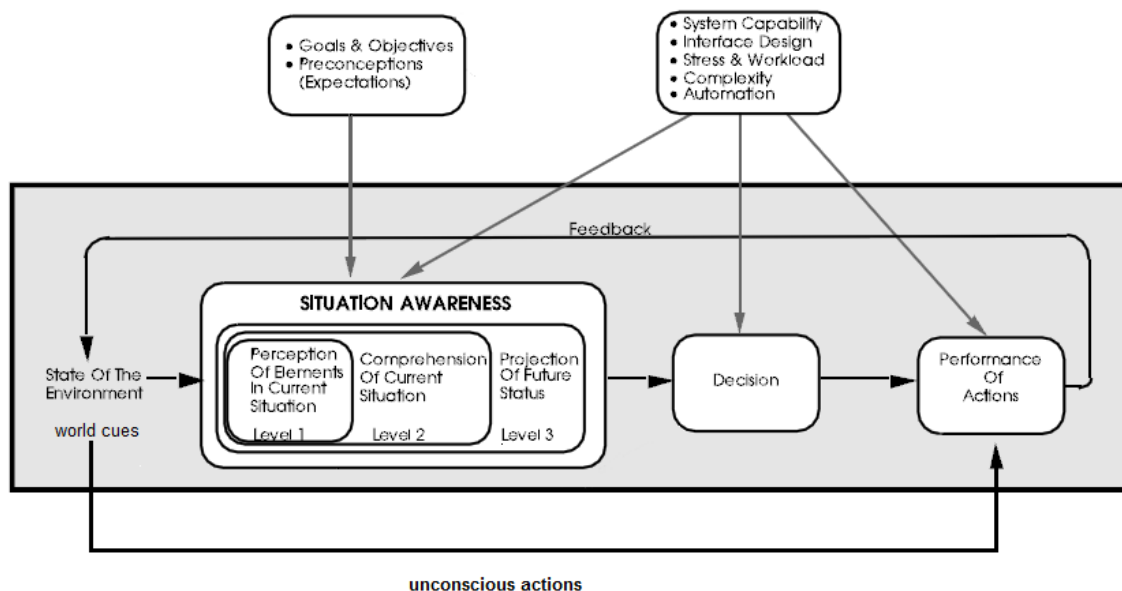 • Goals & Objectives
• Preconceptions
(Expectations)
• System Capability
• Interface Design
• Stress & Workload
• Complexity
• Automation
Feedback
SITUATION AWARENESS
Perception
Of Elements
In Current
Situation
Level 1
Comprehension
Of Current
Situation
Level 2
Projection
Of Future
Status
Level 3
State Of The
Environment
world cues
Decision
Performance
Of
Actions
unconscious actions